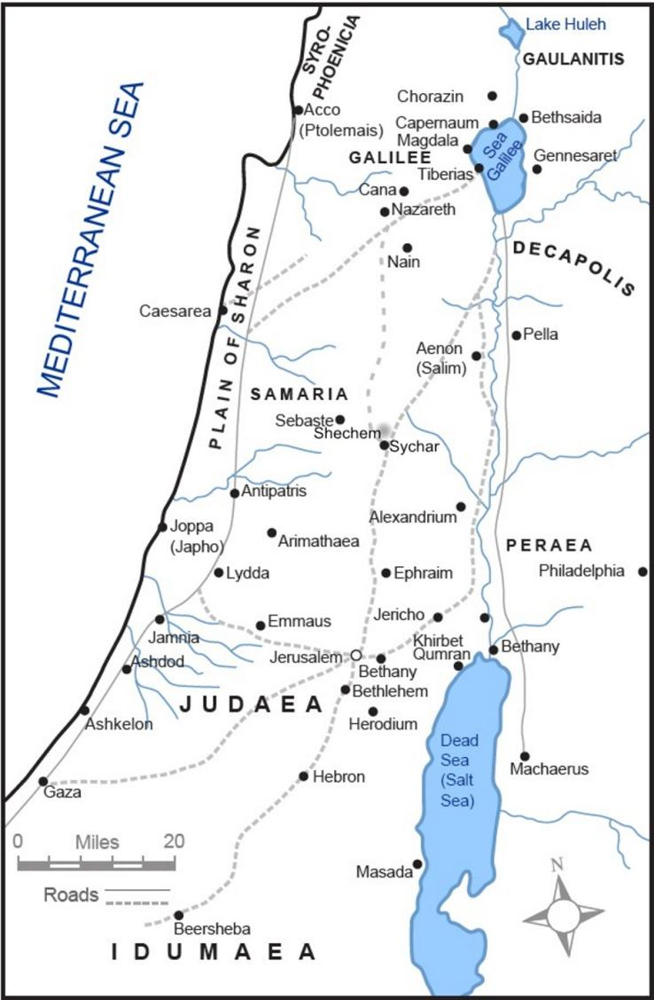 Lake Huleh
SYRO-
PHOENICIA
GAULANITIS
MEDITERRANEAN SEA
Chorazin
Acco
(Ptolemais)
Capernaum
Bethsaida
Magdala
Sea
Galilee
GALILEE
Gennesaret
Tiberias
Cana
Nazareth
DECAPOLIS
Nain
PLAIN OF SHARON
Caesarea
Pella
Aenon
(Salim)
SAMARIA
Sebaste
Shechem
Sychar
Antipatris
Alexandrium
Joppa
(Japho)
Arimathaea
PERAEA
Lydda
Ephraim
Philadelphia
Jericho
Emmaus
Jamnia
Khirbet
Qumran
Bethany
Jerusalem
Ashdod
Bethany
Bethlehem
JUDAEA
Ashkelon
Herodium
Dead
Sea
(Salt
Sea)
Machaerus
Hebron
Gaza
0 Miles 20
Masada
N
Roads
Beersheba
IDUMAEA